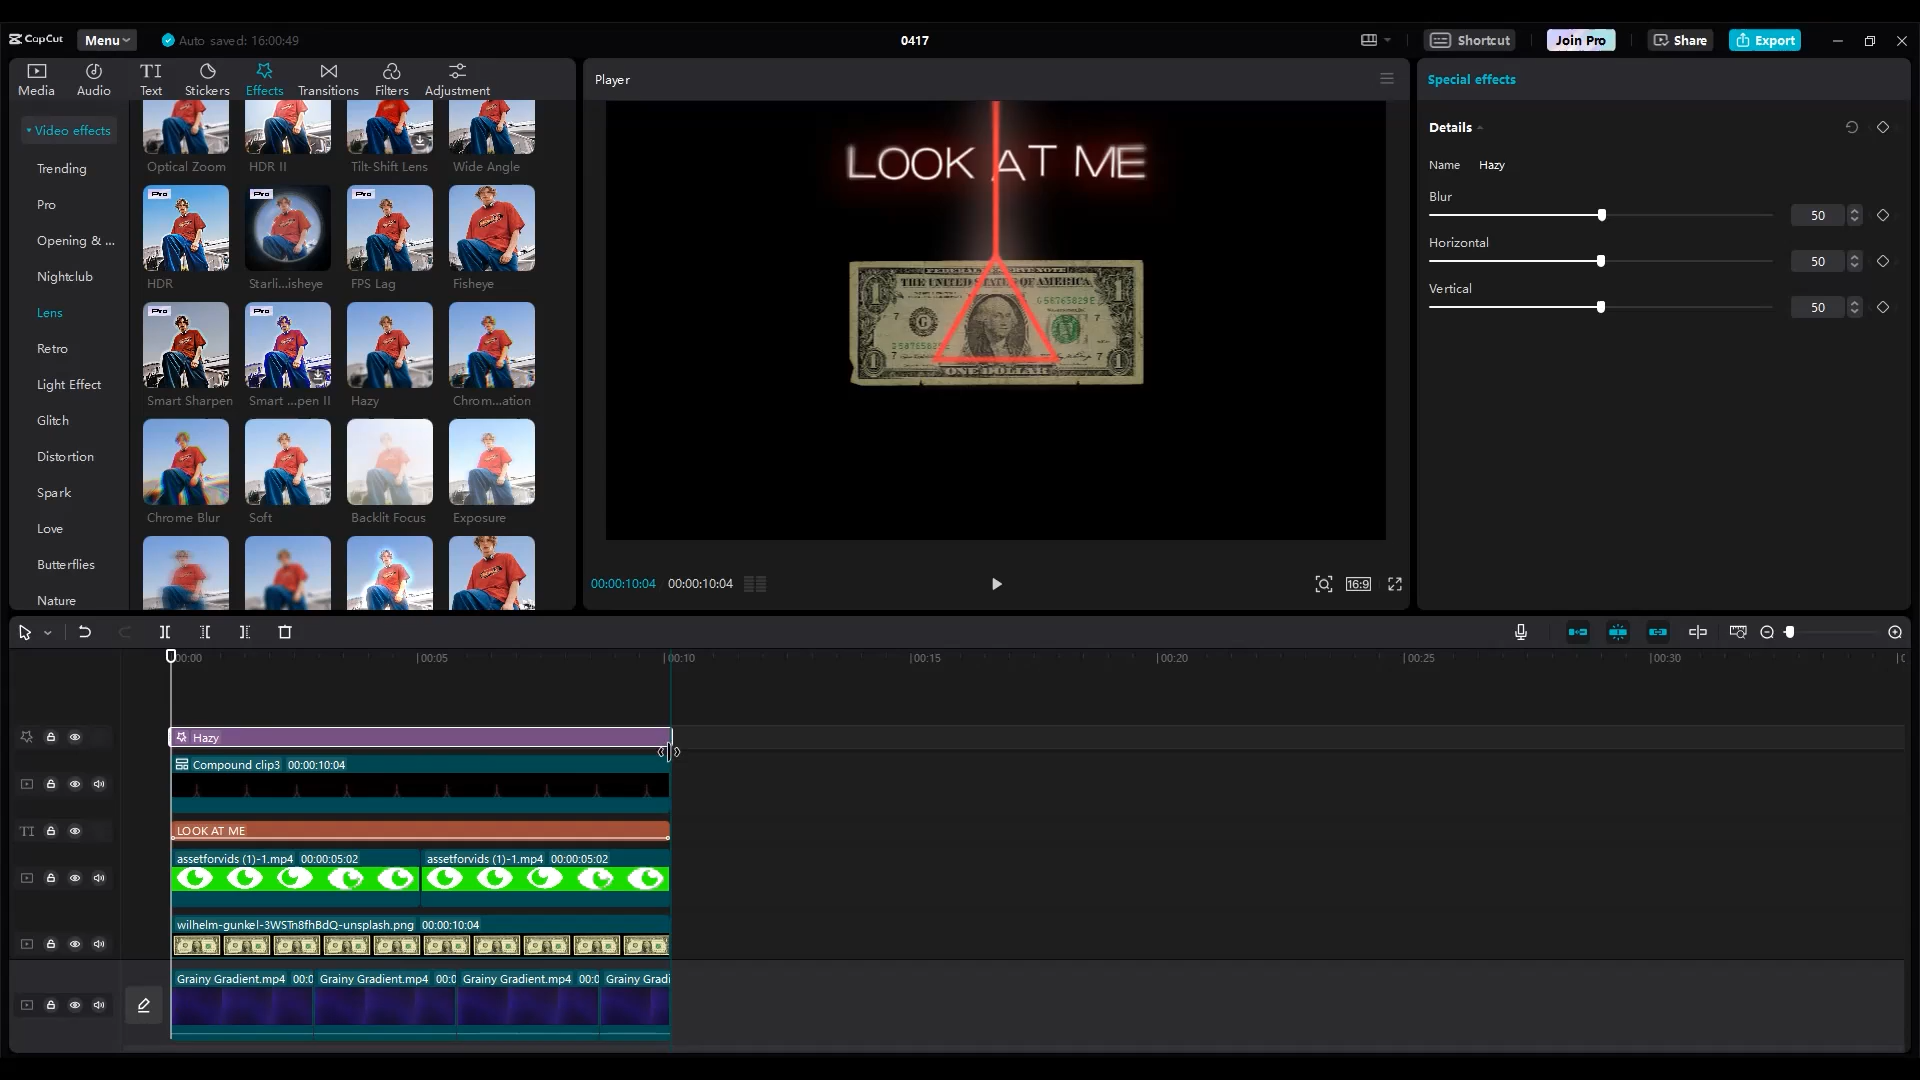 CapCut
Menu
Auto saved: 16:00:49
0417
Shortcut
Join Pro
Share
Export
Media
Audio
Text
Stickers
Effects
Transitions
Filters
Adjustment
Video effects
Trending
Pro
Opening & ...
Nightclub
Lens
Retro
Light Effect
Glitch
Distortion
Spark
Love
Butterflies
Nature
Optical Zoom
HDR II
Tilt-Shift Lens
Wide Angle
Pro
Pro
Pro
HDR
Starli...isheye
FPS Lag
Fisheye
Pro
Pro
Smart Sharpen
Smart ...pen II
Hazy
Chrom...ation
Chrome Blur
Soft
Backlit Focus
Exposure
Player
LOOK AT ME
FEDERAL RESERVE NOTE
THE UNITED STATES OF AMERICA
G58765829E
ONE DOLLAR
00:00:10:04
00:00:10:04
16:9
Special effects
Details
Name Hazy
Blur
50
Horizontal
50
Vertical
50
00:00
00:05
00:10
00:15
00:20
00:25
00:30
Hazy
Compound clip3 00:00:10:04
LOOK AT ME
assetforvids (1)-1.mp4 00:00:05:02
assetforvids (1)-1.mp4 00:00:05:02
wilhelm-gunkel-3WSTn8fhBdQ-unsplash.png 00:00:10:04
Grainy Gradient.mp4 00:0
Grainy Gradient.mp4 00:0
Grainy Gradient.mp4 00:0
Grainy Gradi